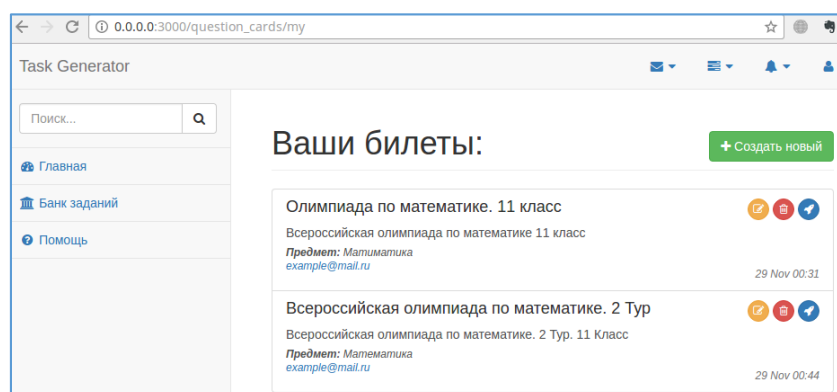 0.0.0.0:3000/question_cards/my
Task Generator
Поиск...
Ваши билеты:
Создать новый
Главная
Банк заданий
Помощь
Олимпиада по математике. 11 класс
Всероссийская олимпиада по математике 11 класс
Предмет: Матиматика
example@mail.ru
29 Nov 00:31
Всероссийская олимпиада по математике. 2 Тур
Всероссийская олимпиада по математике. 2 Тур. 11 Класс
Предмет: Математика
example@mail.ru
29 Nov 00:44